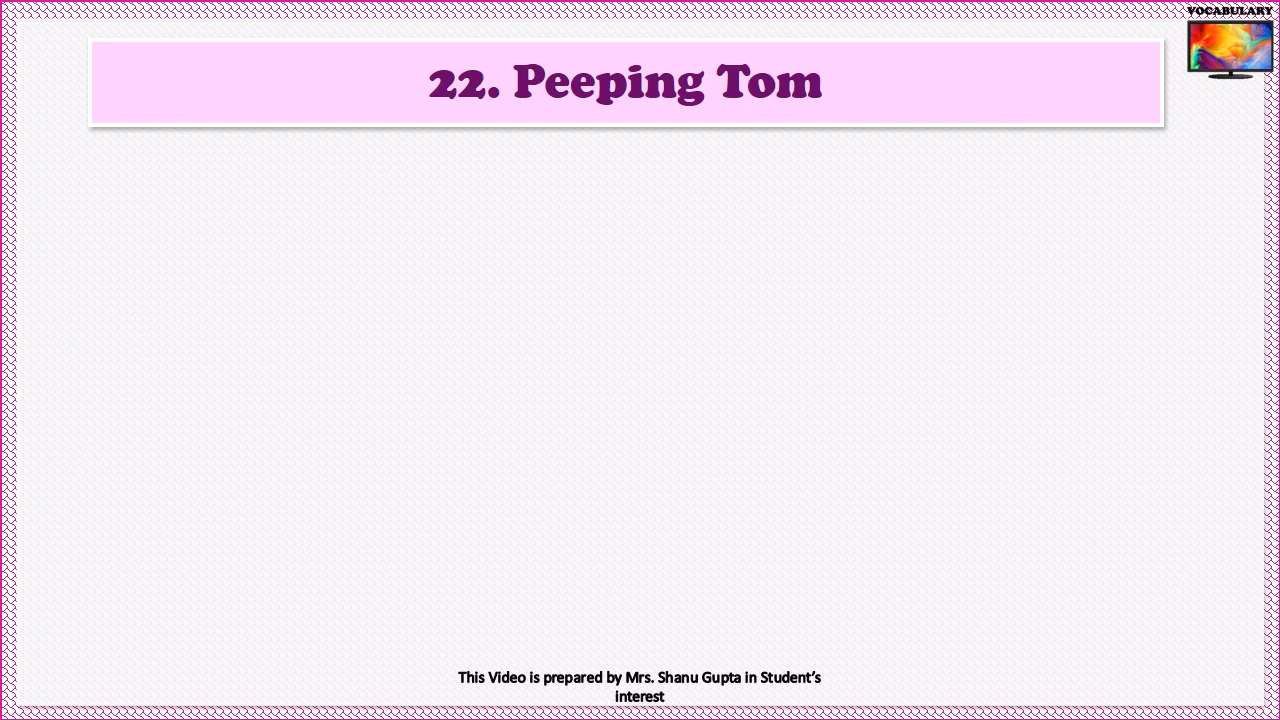 VOCABULARY
22. Peeping Tom
This Video is prepared by Mrs. Shanu Gupta in Student’s
interest